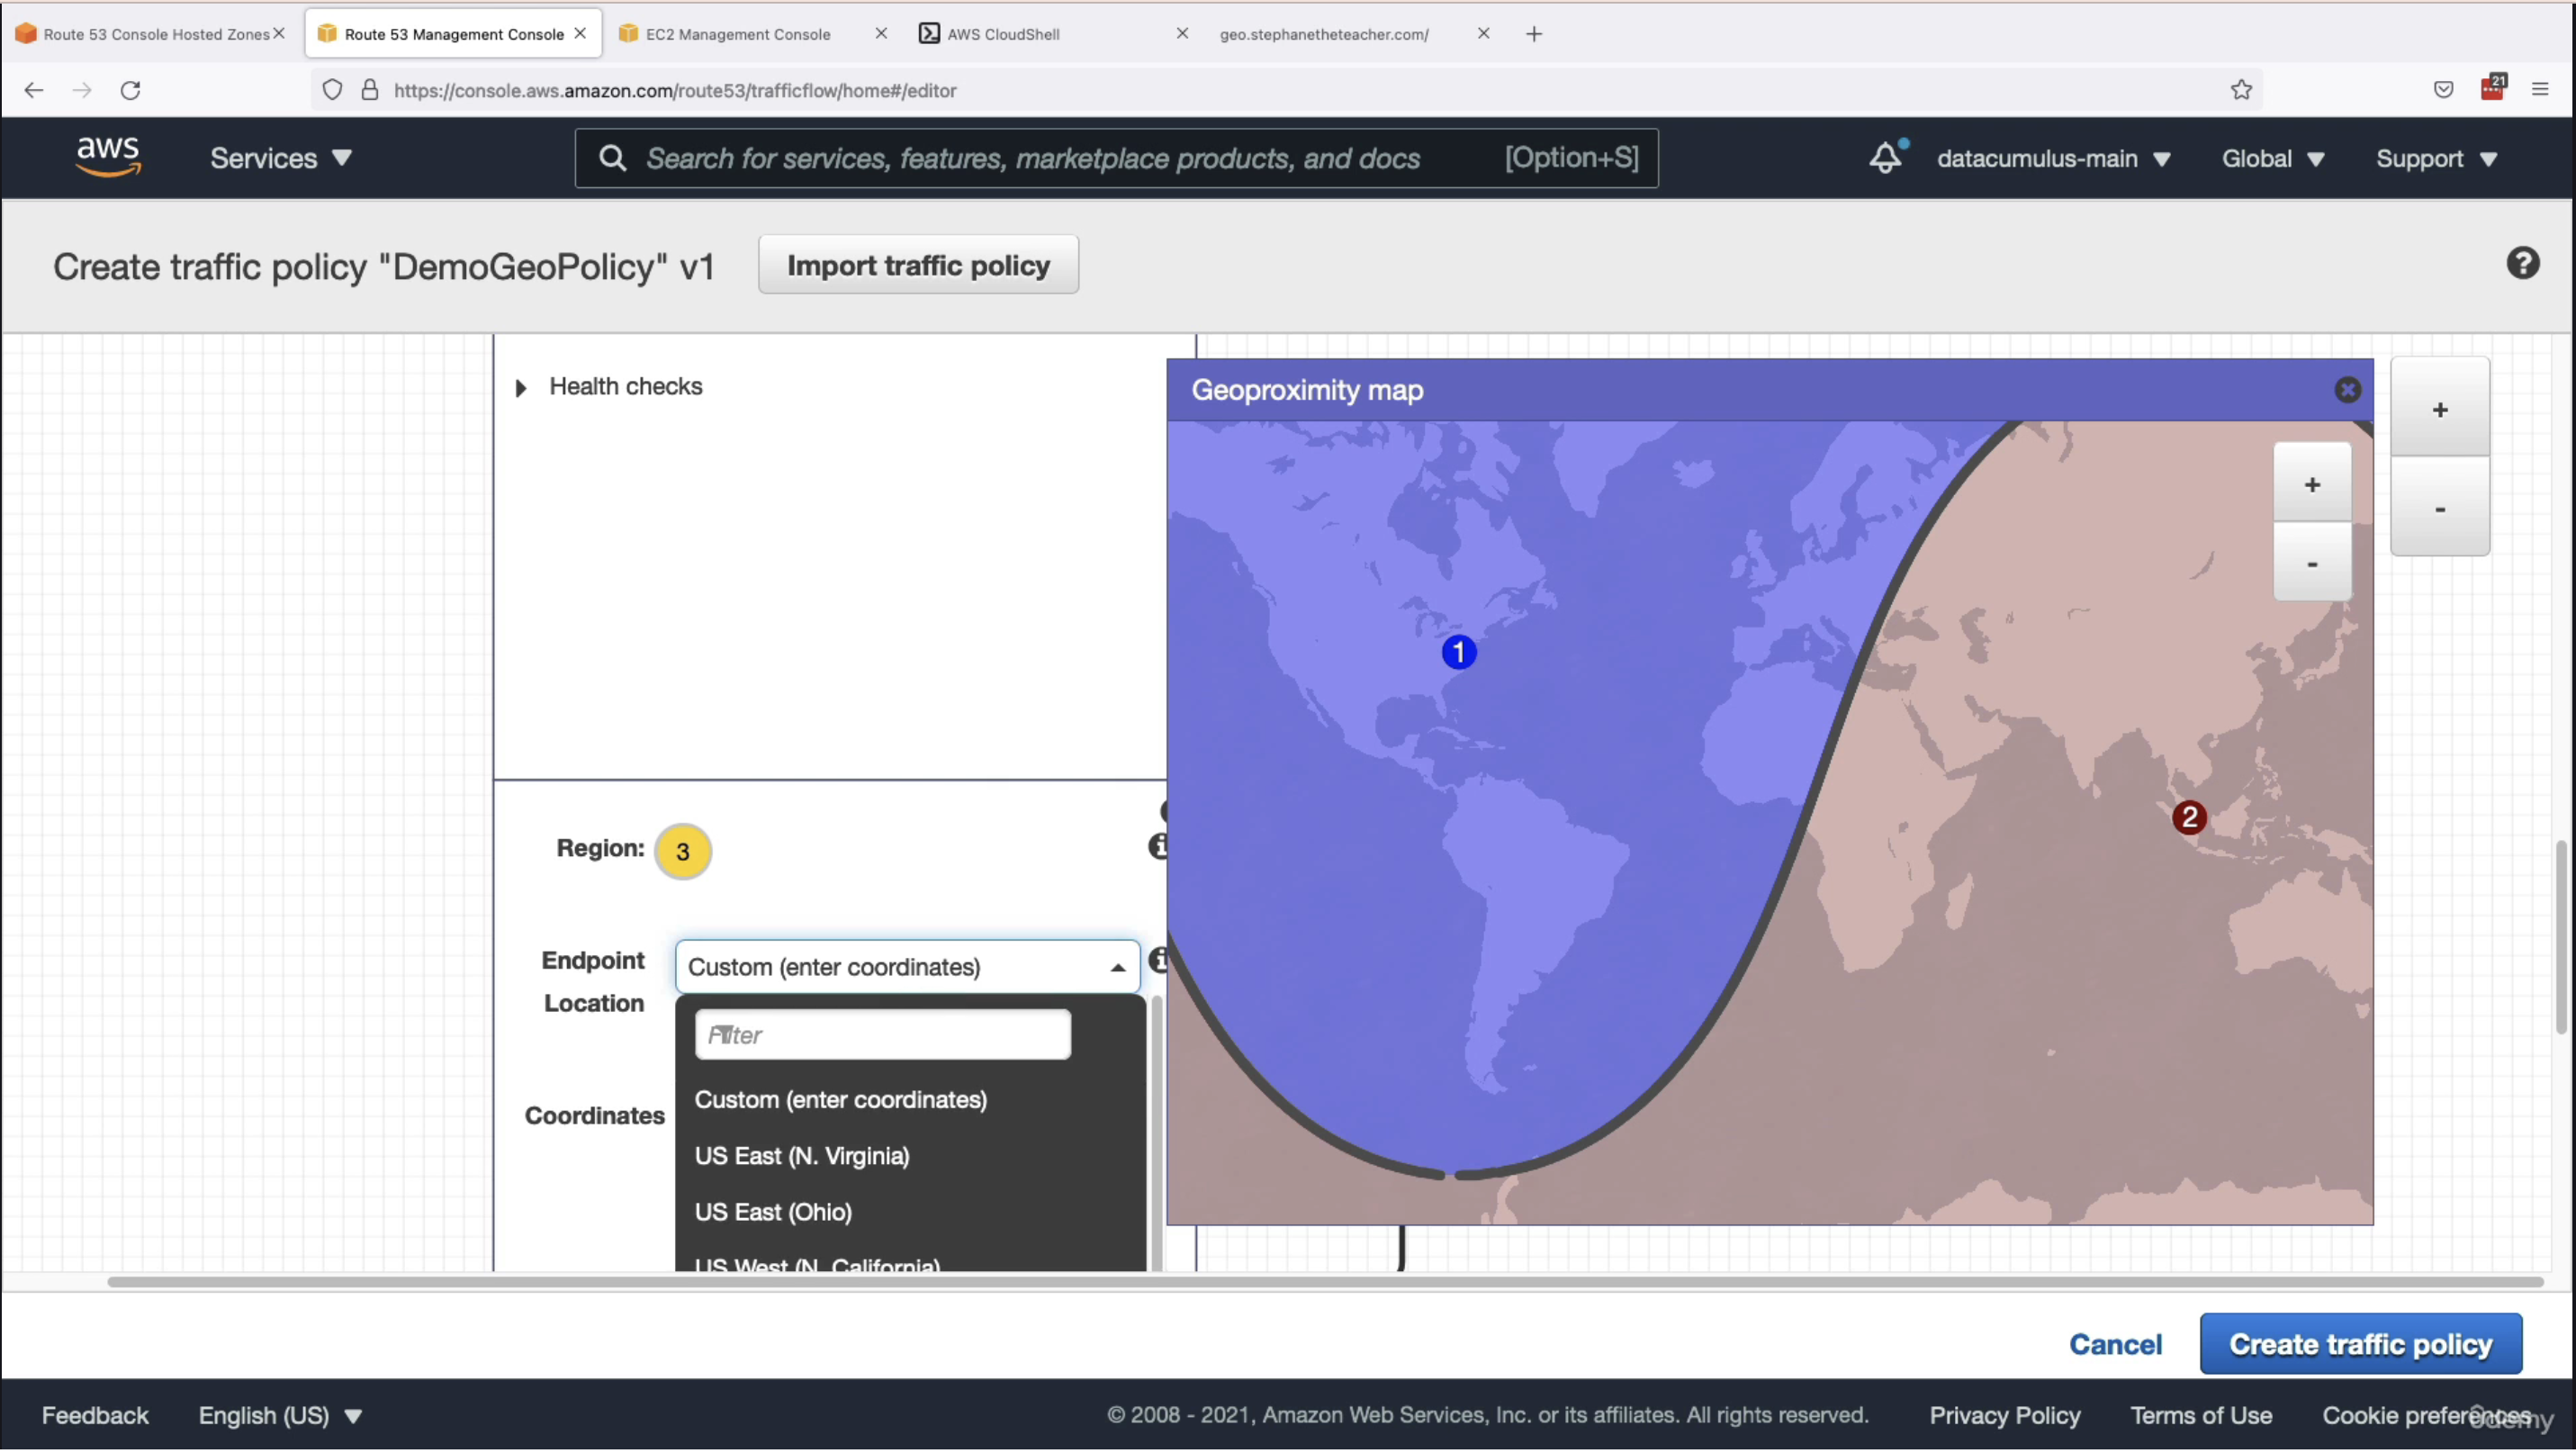 Route 53 Console Hosted Zones
Route 53 Management Console
EC2 Management Console
AWS CloudShell
geo.stephanetheteacher.com/
https://console.aws.amazon.com/route53/trafficflow/home#/editor
21
aws
Services
Search for services, features, marketplace products, and docs
[Option+S]
datacumulus-main
Global
Support
Create traffic policy "DemoGeoPolicy" v1
Import traffic policy
?
Health checks
Geoproximity map
+
-
+
-
1
2
Region:
3
Endpoint
Location
Custom (enter coordinates)
Filter
Custom (enter coordinates)
Coordinates
US East (N. Virginia)
US East (Ohio)
US West (N. California)
Cancel
Create traffic policy
Feedback
English (US)
© 2008 - 2021, Amazon Web Services, Inc. or its affiliates. All rights reserved.
Privacy Policy
Terms of Use
Cookie preferences
ûdemy